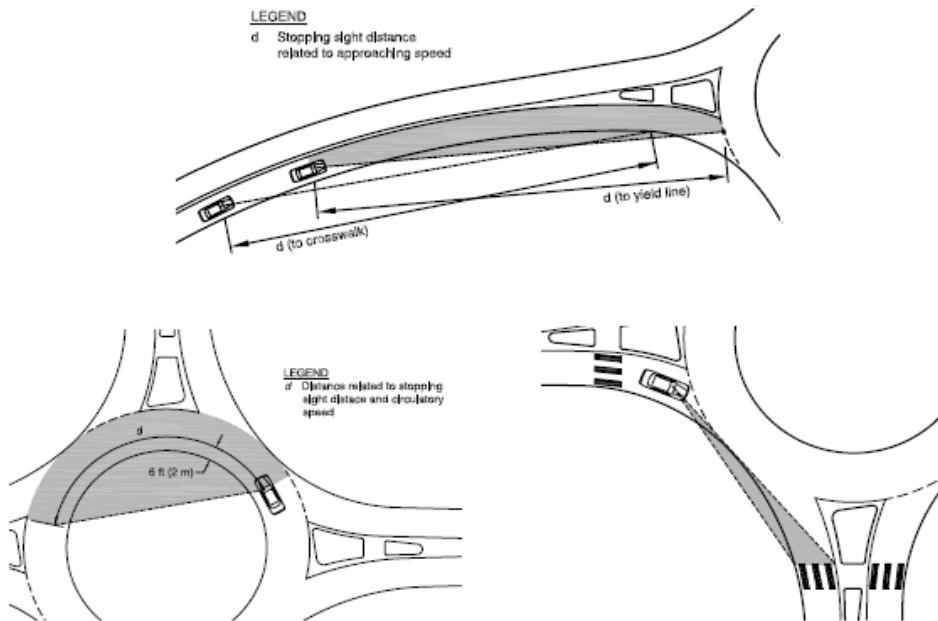 LEGEND
d Stopping sight distance
related to approaching speed
d (to yield line)
d (to crosswalk)
LEGEND
d Distance related to stopping
sight distace and circulatory
speed
d
6 ft (2 m)